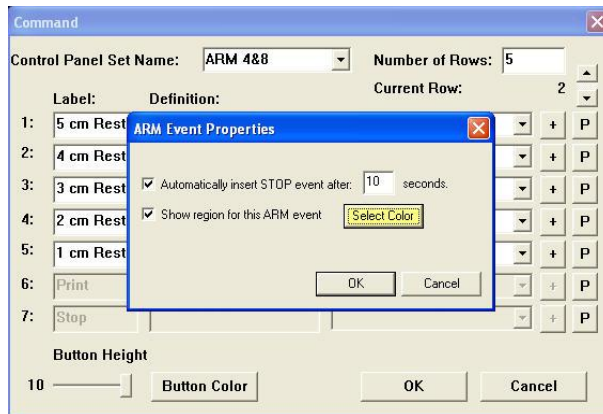 Command
Control Panel Set Name: ARM 4&8 Number of Rows: 5
Current Row: 2
Label: Definition:
1: 5 cm Rest + P
2: 4 cm Rest + P
3: 3 cm Rest + P
4: 2 cm Rest + P
5: 1 cm Rest + P
6: Print + P
7: Stop + P
ARM Event Properties
Automatically insert STOP event after: 10 seconds.
Show region for this ARM event Select Color
OK Cancel
Button Height
10 Button Color OK Cancel